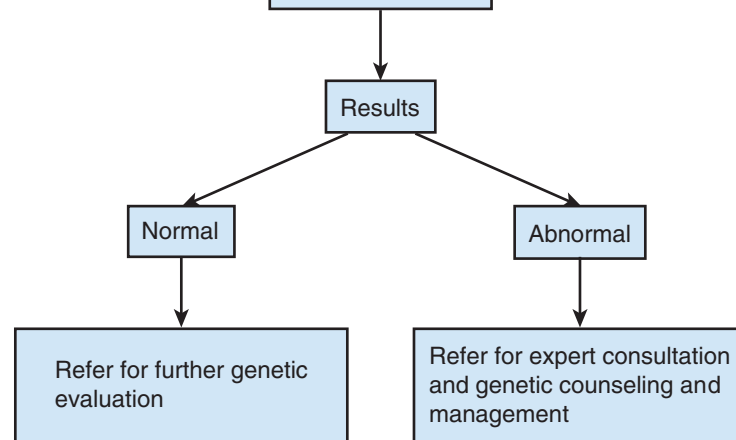 Results
Normal
Abnormal
Refer for further genetic
evaluation
Refer for expert consultation
and genetic counseling and
management